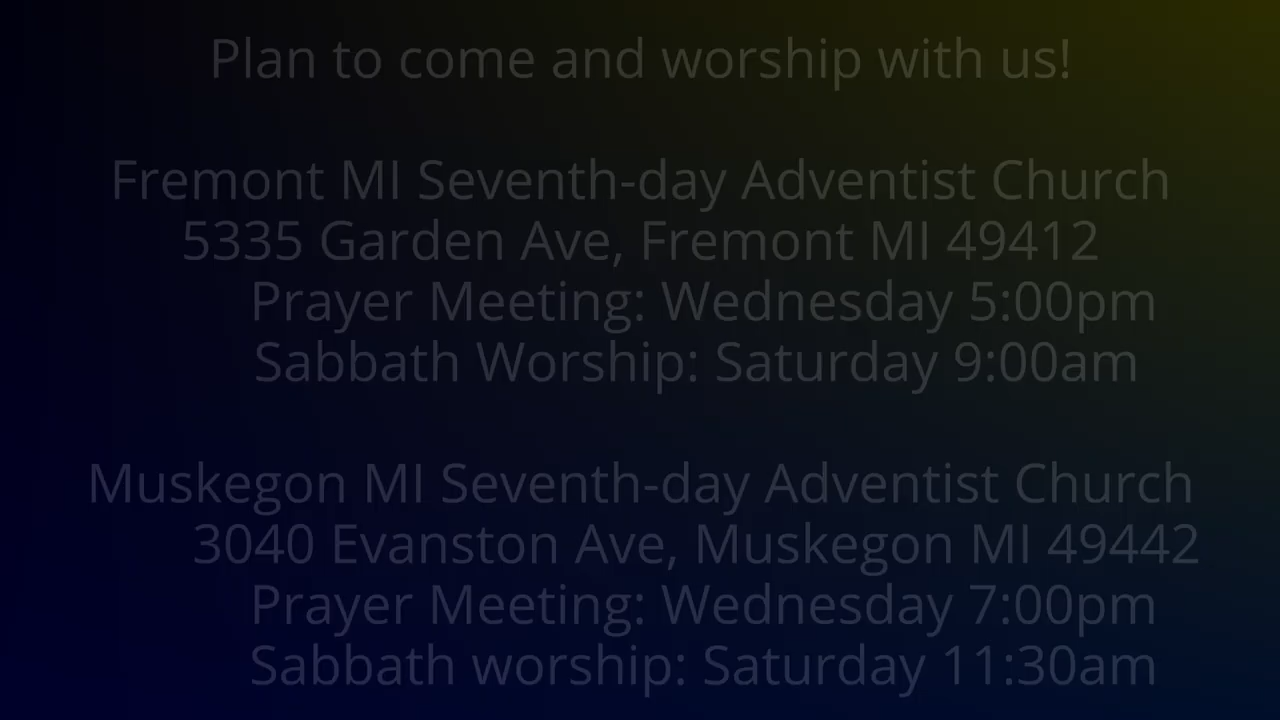 Plan to come and worship with us!
Fremont MI Seventh-day Adventist Church
5335 Garden Ave, Fremont MI 49412
Prayer Meeting: Wednesday 5:00pm
Sabbath Worship: Saturday 9:00am
Muskegon MI Seventh-day Adventist Church
3040 Evanston Ave, Muskegon MI 49442
Prayer Meeting: Wednesday 7:00pm
Sabbath worship: Saturday 11:30am